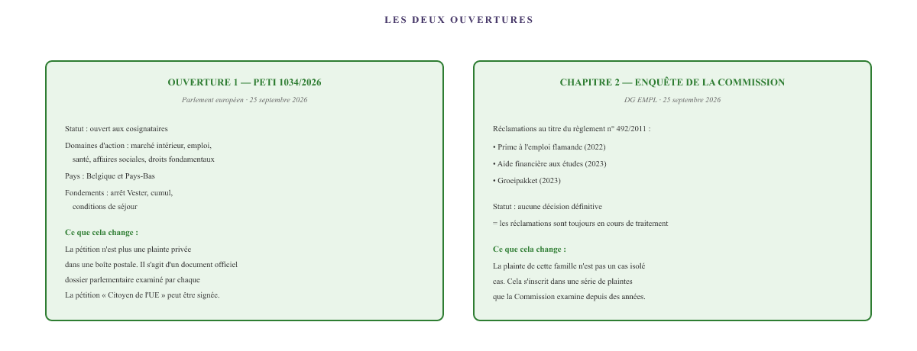 LES DEUX OUVERTURES
OUVERTURE 1 — PETI 1034/2026
Parlement européen · 25 septembre 2026
Statut : ouvert aux cosignataires
Domaines d'action : marché intérieur, emploi,
santé, affaires sociales, droits fondamentaux
Pays : Belgique et Pays-Bas
Fondements : arrêt Vester, cumul,
conditions de séjour
Ce que cela change :
La pétition n'est plus une plainte privée
dans une boîte postale. Il s'agit d'un document officiel
dossier parlementaire examiné par chaque
La pétition « Citoyen de l'UE » peut être signée.
CHAPITRE 2 — ENQUÊTE DE LA COMMISSION
DG EMPL · 25 septembre 2026
Réclamations au titre du règlement n° 492/2011 :
• Prime à l'emploi flamande (2022)
• Aide financière aux études (2023)
• Groeipakket (2023)
Statut : aucune décision définitive
= les réclamations sont toujours en cours de traitement
Ce que cela change :
La plainte de cette famille n'est pas un cas isolé
cas. Cela s'inscrit dans une série de plaintes
que la Commission examine depuis des années.